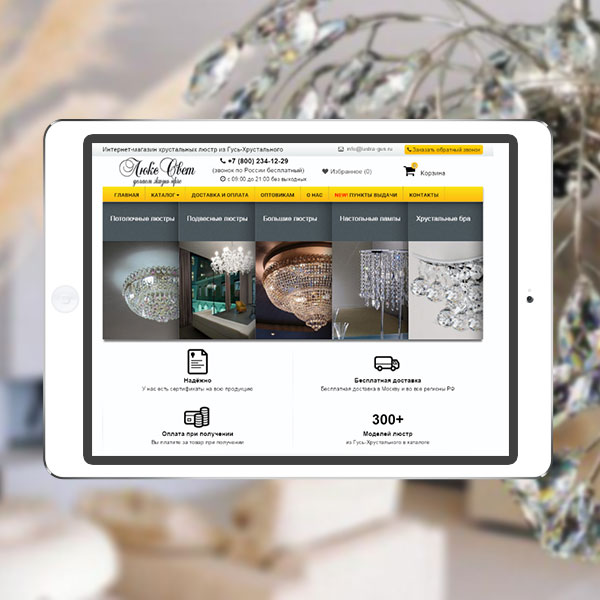 Интернет-магазин хрустальных люстр из Гусь-Хрустального
Заказать обратный звонок
Люкс Свет
делаем жизнь ярче
+7 (800) 234-12-29
(звонок по России бесплатный)
с 09:00 до 21:00 без выходных
Избранное (0)
Корзина
ГЛАВНАЯ КАТАЛОГ ДОСТАВКА И ОПЛАТА ОПТОВИКАМ О НАС NEW! ПУНКТЫ ВЫДАЧИ КОНТАКТЫ
Потолочные люстры Подвесные люстры Большие люстры Настольные лампы Хрустальные бра
Надёжно
У нас есть сертификаты на всю продукцию
Бесплатная доставка
Бесплатная доставка в Москву и во все регионы РФ
Оплата при получении
Вы платите за товар при получении
300+
Моделей люстр
из Гусь-Хрустального в каталоге